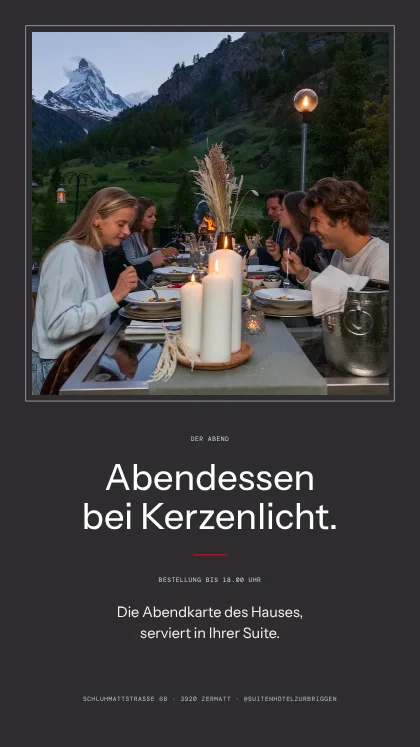 DER ABEND
Abendessen
bei Kerzenlicht.
BESTELLUNG BIS 18.00 UHR
Die Abendkarte des Hauses,
serviert in Ihrer Suite.
SCHLUHMATTSTRASSE 68 · 3920 ZERMATT · @SUITENHOTELZURBRIGGEN